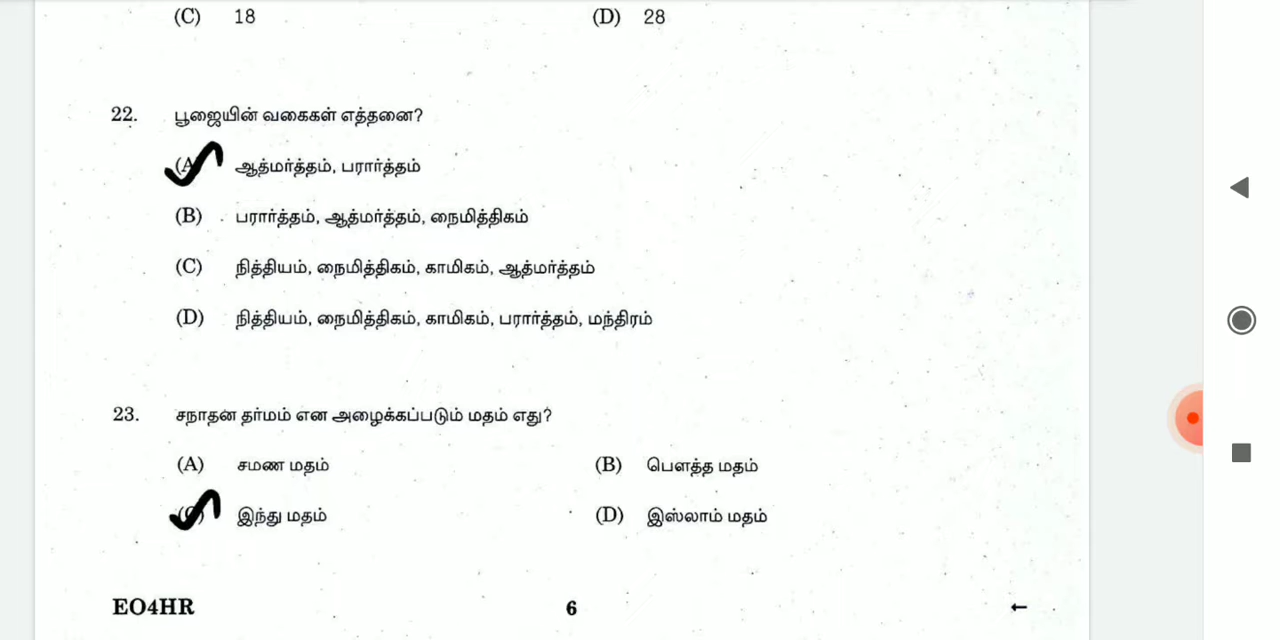 (C) 18 (D) 28
22. பூஜையின் வகைகள் எத்தனை?
(A) ஆத்மார்த்தம், பரார்த்தம்
(B) பரார்த்தம், ஆத்மார்த்தம், நைமித்திகம்
(C) நித்தியம், நைமித்திகம், காமிகம், ஆத்மார்த்தம்
(D) நித்தியம், நைமித்திகம், காமிகம், பரார்த்தம், மந்திரம்
23. சநாதன தர்மம் என அழைக்கப்படும் மதம் எது?
(A) சமண மதம் (B) பௌத்த மதம்
(C) இந்து மதம் (D) இஸ்லாம் மதம்
EO4HR 6 ←